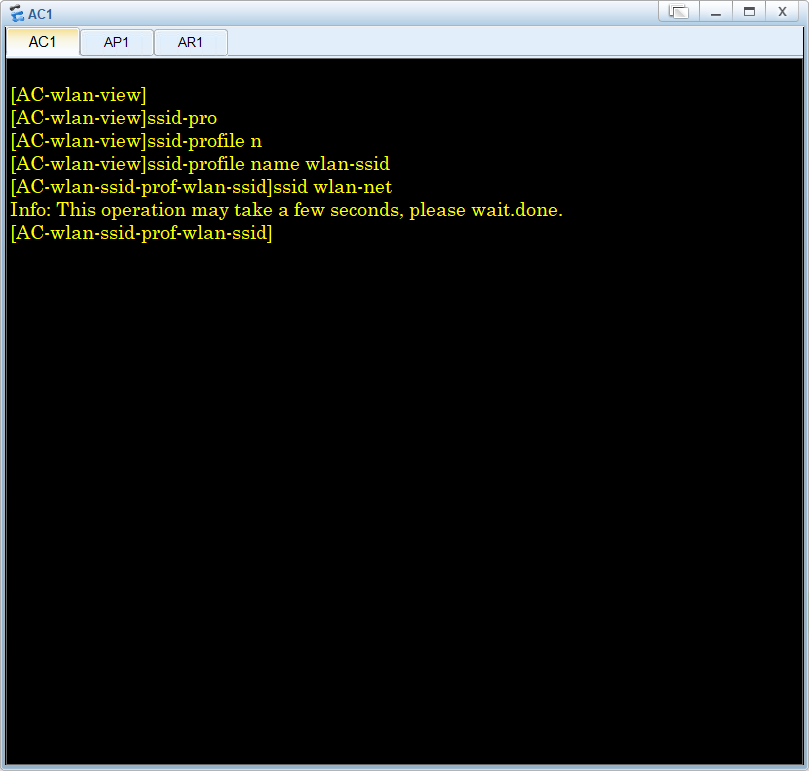 AC1
AC1 AP1 AR1
[AC-wlan-view]
[AC-wlan-view]ssid-pro
[AC-wlan-view]ssid-profile n
[AC-wlan-view]ssid-profile name wlan-ssid
[AC-wlan-ssid-prof-wlan-ssid]ssid wlan-net
Info: This operation may take a few seconds, please wait.done.
[AC-wlan-ssid-prof-wlan-ssid]